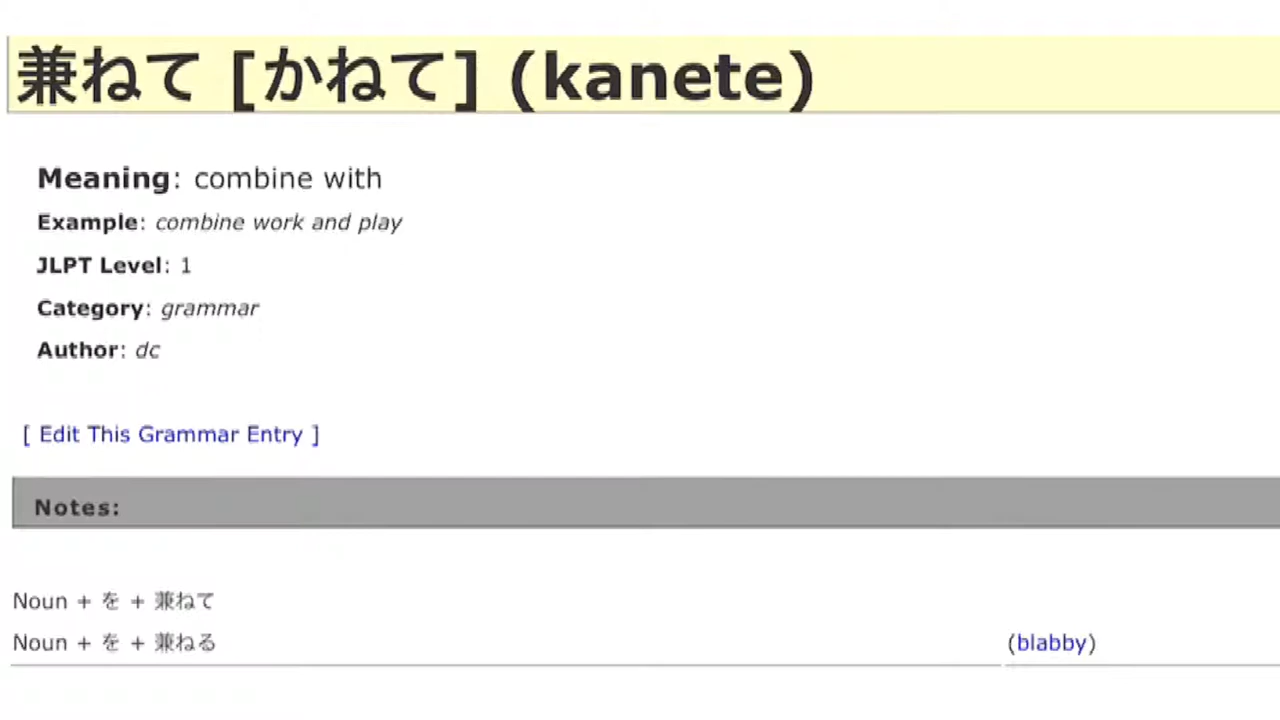 兼ねて [かねて] (kanete)
Meaning: combine with
Example: combine work and play
JLPT Level: 1
Category: grammar
Author: dc
[ Edit This Grammar Entry ]
Notes:
Noun + を + 兼ねて
Noun + を + 兼ねる (blabby)